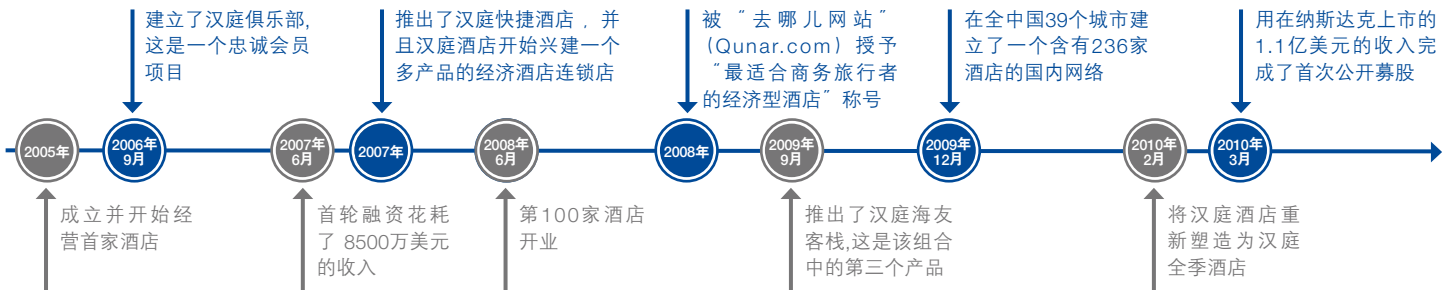 建立了汉庭俱乐部,
这是一个忠诚会员
项目
推出了汉庭快捷酒店，并
且汉庭酒店开始兴建一个
多产品的经济酒店连锁店
被“去哪儿网站”
（Qunar.com）授予
“最适合商务旅行者
的经济型酒店”称号
在全中国39个城市建
立了一个含有236家
酒店的国内网络
用在纳斯达克上市的
1.1亿美元的收入完
成了首次公开募股
2005年
2006年
9月
2007年
6月
2007年
2008年
6月
2008年
2009年
9月
2009年
12月
2010年
2月
2010年
3月
成立并开始经
营首家酒店
首轮融资花耗
了 8500万美元
的收入
第100家酒店
开业
推出了汉庭海友
客栈,这是该组合
中的第三个产品
将汉庭酒店重
新塑造为汉庭
全季酒店